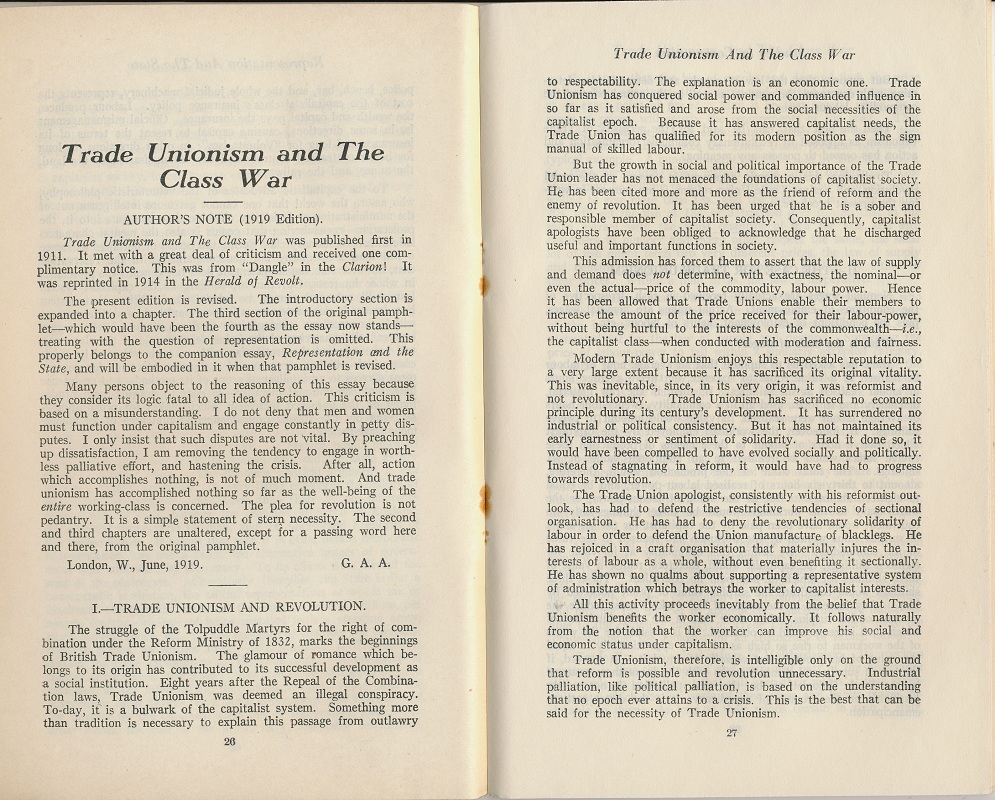 Trade Unionism and The
Class War
AUTHOR'S NOTE (1919 Edition).
Trade Unionism and The Class War was published first in
1911. It met with a great deal of criticism and received one com-
plimentary notice. This was from "Dangle" in the Clarion! It
was reprinted in 1914 in the Herald of Revolt.
The present edition is revised. The introductory section is
expanded into a chapter. The third section of the original pamph-
let—which would have been the fourth as the essay now stands—
treating with the question of representation is omitted. This
properly belongs to the companion essay, Representation and the
State, and will be embodied in it when that pamphlet is revised.
Many persons object to the reasoning of this essay because
they consider its logic fatal to all idea of action. This criticism is
based on a misunderstanding. I do not deny that men and women
must function under capitalism and engage constantly in petty dis-
putes. I only insist that such disputes are not vital. By preaching
up dissatisfaction, I am removing the tendency to engage in worth-
less palliative effort, and hastening the crisis. After all, action
which accomplishes nothing, is not of much moment. And trade
unionism has accomplished nothing so far as the well-being of the
entire working-class is concerned. The plea for revolution is not
pedantry. It is a simple statement of stern necessity. The second
and third chapters are unaltered, except for a passing word here
and there, from the original pamphlet.
London, W., June, 1919. G. A. A.
I.—TRADE UNIONISM AND REVOLUTION.
The struggle of the Tolpuddle Martyrs for the right of com-
bination under the Reform Ministry of 1832, marks the beginnings
of British Trade Unionism. The glamour of romance which be-
longs to its origin has contributed to its successful development as
a social institution. Eight years after the Repeal of the Combina-
tion laws, Trade Unionism was deemed an illegal conspiracy.
To-day, it is a bulwark of the capitalist system. Something more
than tradition is necessary to explain this passage from outlawry
26
Trade Unionism And The Class War
to respectability. The explanation is an economic one. Trade
Unionism has conquered social power and commanded influence in
so far as it satisfied and arose from the social necessities of the
capitalist epoch. Because it has answered capitalist needs, the
Trade Union has qualified for its modern position as the sign
manual of skilled labour.
But the growth in social and political importance of the Trade
Union leader has not menaced the foundations of capitalist society.
He has been cited more and more as the friend of reform and the
enemy of revolution. It has been urged that he is a sober and
responsible member of capitalist society. Consequently, capitalist
apologists have been obliged to acknowledge that he discharged
useful and important functions in society.
This admission has forced them to assert that the law of supply
and demand does not determine, with exactness, the nominal—or
even the actual—price of the commodity, labour power. Hence
it has been allowed that Trade Unions enable their members to
increase the amount of the price received for their labour-power,
without being hurtful to the interests of the commonwealth—i.e.,
the capitalist class—when conducted with moderation and fairness.
Modern Trade Unionism enjoys this respectable reputation to
a very large extent because it has sacrificed its original vitality.
This was inevitable, since, in its very origin, it was reformist and
not revolutionary. Trade Unionism has sacrificed no economic
principle during its century's development. It has surrendered no
industrial or political consistency. But it has not maintained its
early earnestness or sentiment of solidarity. Had it done so, it
would have been compelled to have evolved socially and politically.
Instead of stagnating in reform, it would have had to progress
towards revolution.
The Trade Union apologist, consistently with his reformist out-
look, has had to defend the restrictive tendencies of sectional
organisation. He has had to deny the revolutionary solidarity of
labour in order to defend the Union manufacture of blacklegs. He
has rejoiced in a craft organisation that materially injures the in-
terests of labour as a whole, without even benefiting it sectionally.
He has shown no qualms about supporting a representative system
of administration which betrays the worker to capitalist interests.
All this activity proceeds inevitably from the belief that Trade
Unionism benefits the worker economically. It follows naturally
from the notion that the worker can improve his social and
economic status under capitalism.
Trade Unionism, therefore, is intelligible only on the ground
that reform is possible and revolution unnecessary. Industrial
palliation, like political palliation, is based on the understanding
that no epoch ever attains to a crisis. This is the best that can be
said for the necessity of Trade Unionism.
27